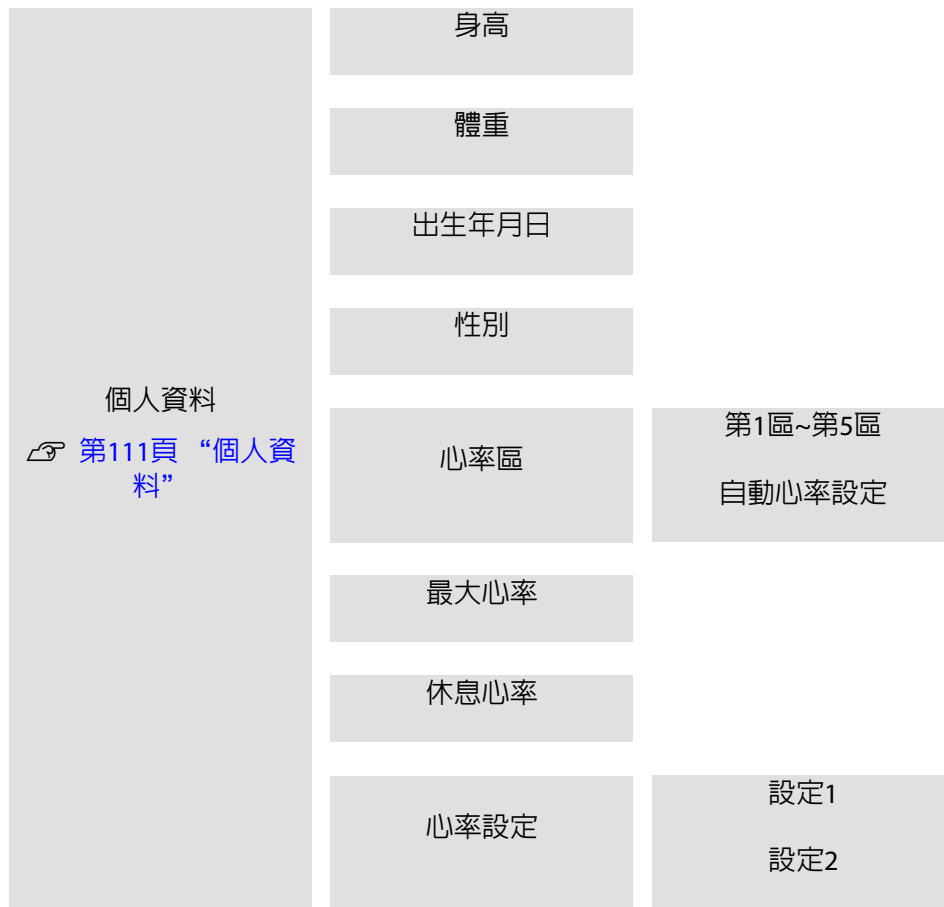 個人資料
☞ 第111頁 “個人資
料”
身高
體重
出生年月日
性別
心率區
第1區~第5區
自動心率設定
最大心率
休息心率
心率設定
設定1
設定2